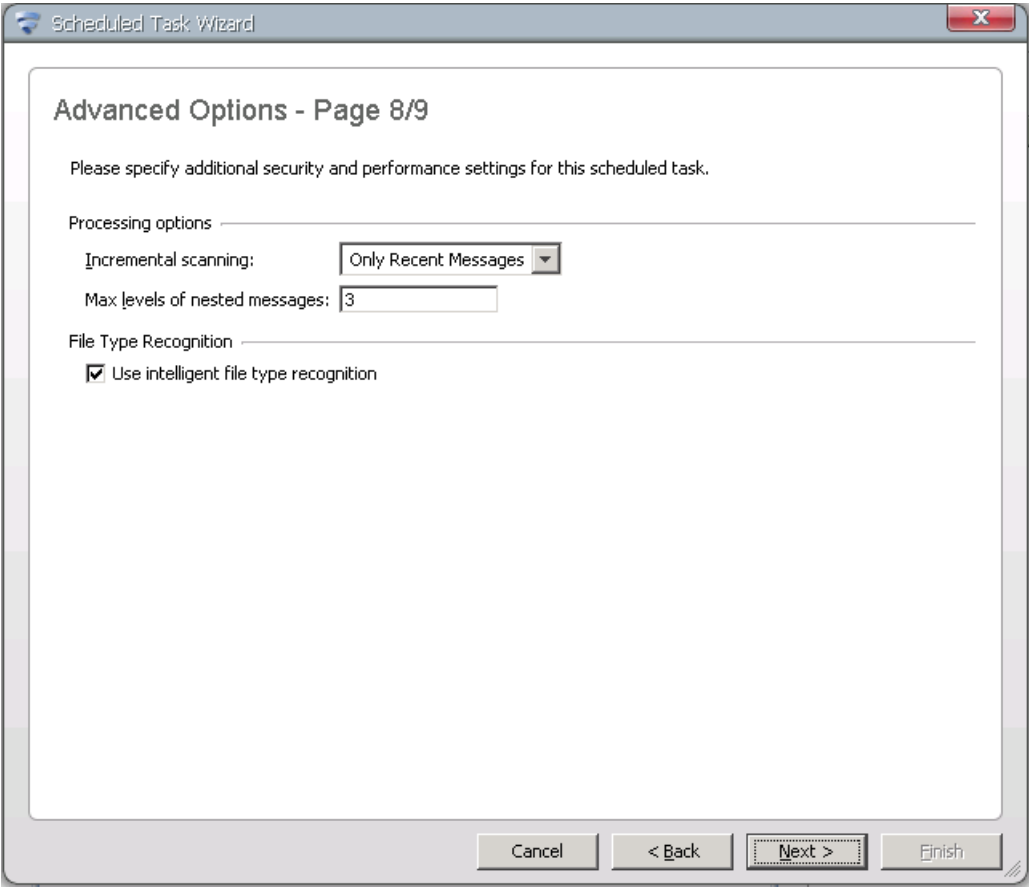 Scheduled Task Wizard
Advanced Options - Page 8/9
Please specify additional security and performance settings for this scheduled task.
Processing options
Incremental scanning: Only Recent Messages
Max levels of nested messages: 3
File Type Recognition
Use intelligent file type recognition
Cancel < Back Next > Finish